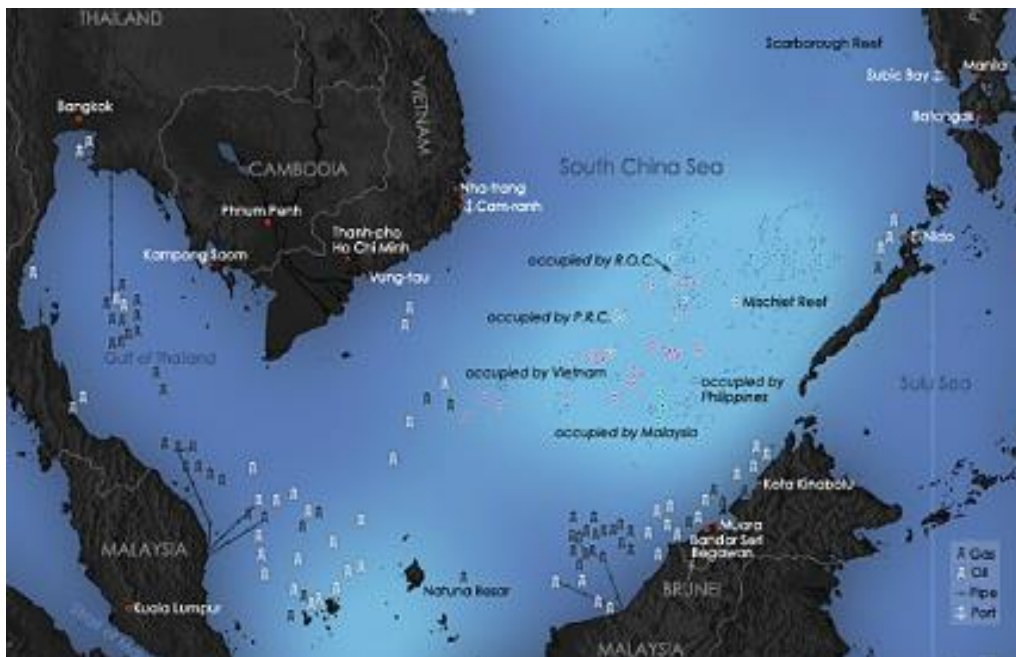 THAILAND
Scarborough Reef
Manila
Subic Bay
Bangkok
Batangas
VIETNAM
CAMBODIA
South China Sea
Nha-trang
Cam-ranh
Phnum Penh
Thanh-pho
Ho Chi Minh
Kampong Saom
Vung-tau
Nido
occupied by R.O.C.
Mischief Reef
occupied by P.R.C.
Gulf of Thailand
occupied by Vietnam
occupied by
Philippines
Sulu Sea
occupied by Malaysia
Kota Kinabalu
Muara
Bandar Seri
Begawan
MALAYSIA
Natuna Besar
BRUNEI
Kuala Lumpur
MALAYSIA
Gas
Oil
Pipe
Port